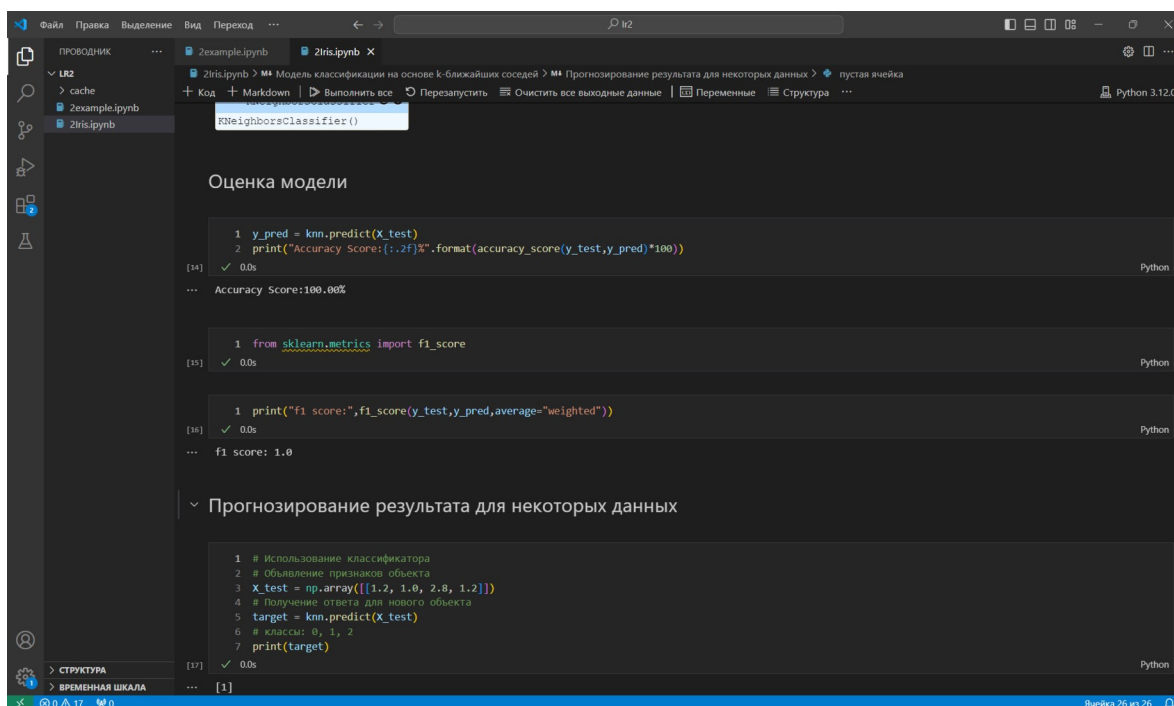 Файл Правка Выделение Вид Переход ··· lr2
ПРОВОДНИК ···
LR2
cache
2example.ipynb
2Iris.ipynb
2
1
СТРУКТУРА
ВРЕМЕННАЯ ШКАЛА
2example.ipynb 2Iris.ipynb
2Iris.ipynb > M↓ Модель классификации на основе k-ближайших соседей > M↓ Прогнозирование результата для некоторых данных > пустая ячейка
+ Код + Markdown | Выполнить все Перезапустить Очистить все выходные данные | Переменные Структура ··· Python 3.12.0
KNeighborsClassifier()
Оценка модели
1 y_pred = knn.predict(X_test)
2 print("Accuracy Score:{:.2f}%".format(accuracy_score(y_test,y_pred)*100))
[14] ✓ 0.0s Python
··· Accuracy Score:100.00%
1 from sklearn.metrics import f1_score
[15] ✓ 0.0s Python
1 print("f1 score:",f1_score(y_test,y_pred,average="weighted"))
[16] ✓ 0.0s Python
··· f1 score: 1.0
Прогнозирование результата для некоторых данных
1 # Использование классификатора
2 # Объявление признаков объекта
3 X_test = np.array([[1.2, 1.0, 2.8, 1.2]])
4 # Получение ответа для нового объекта
5 target = knn.predict(X_test)
6 # классы: 0, 1, 2
7 print(target)
[17] ✓ 0.0s Python
··· [1]
0 17 0 Ячейка 26 из 26